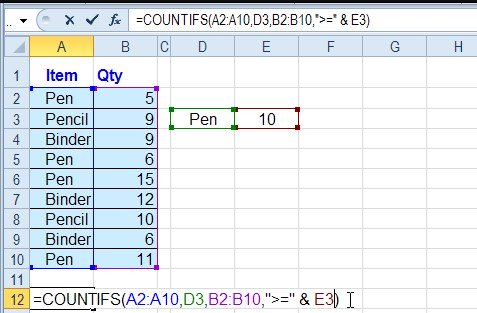 .. =COUNTIFS(A2:A10,D3,B2:B10,">=" & E3)
A B C D E F G H
1 Item Qty
2 Pen 5
3 Pencil 9 Pen 10
4 Binder 9
5 Pen 6
6 Pen 15
7 Binder 12
8 Pencil 10
9 Binder 6
10 Pen 11
11
12 =COUNTIFS(A2:A10,D3,B2:B10,">=" & E3)